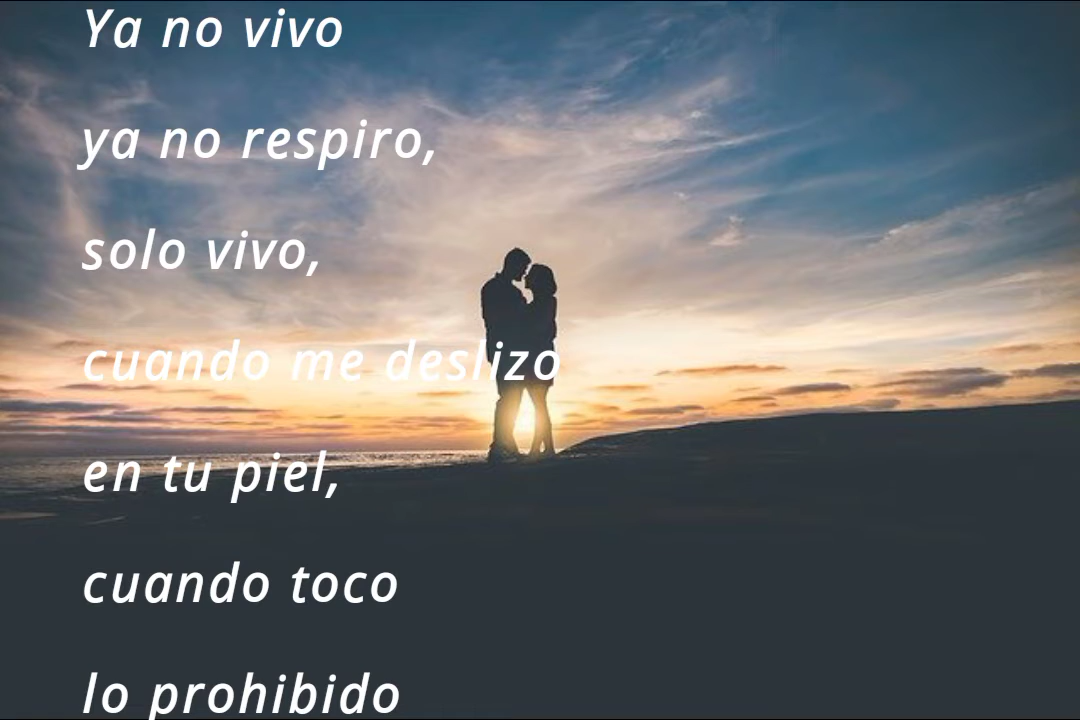 Ya no vivo
ya no respiro,
solo vivo,
cuando me deslizo
en tu piel,
cuando toco
lo prohibido